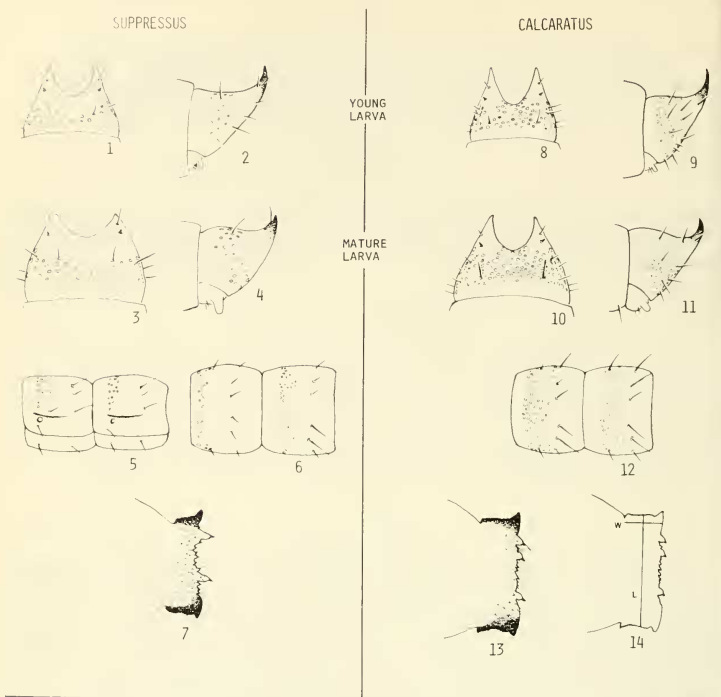 SUPPRESSUS
CALCARATUS
YOUNG
LARVA
1
2
8
9
MATURE
LARVA
3
4
10
11
5
6
12
7
13
W
L
14